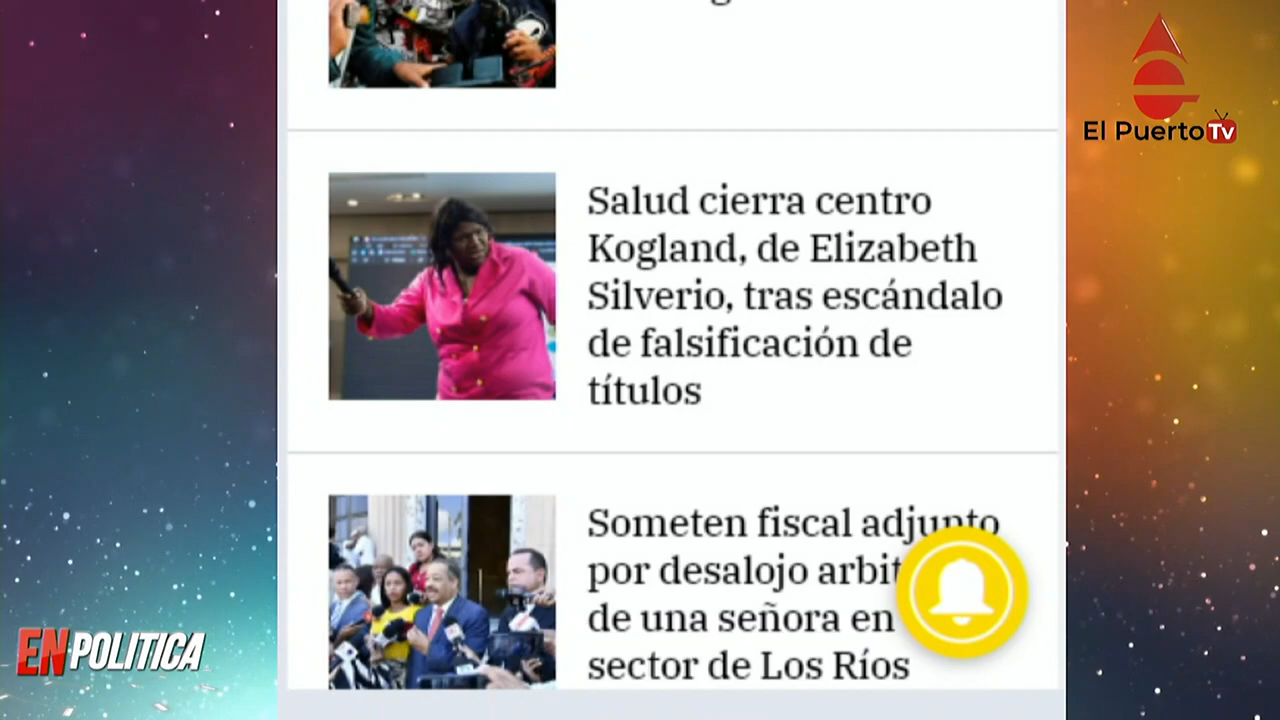 El Puerto Tv
Salud cierra centro
Kogland, de Elizabeth
Silverio, tras escándalo
de falsificación de
títulos
Someten fiscal adjunto
por desalojo
de una señora en
sector de Los Ríos
EN POLITICA